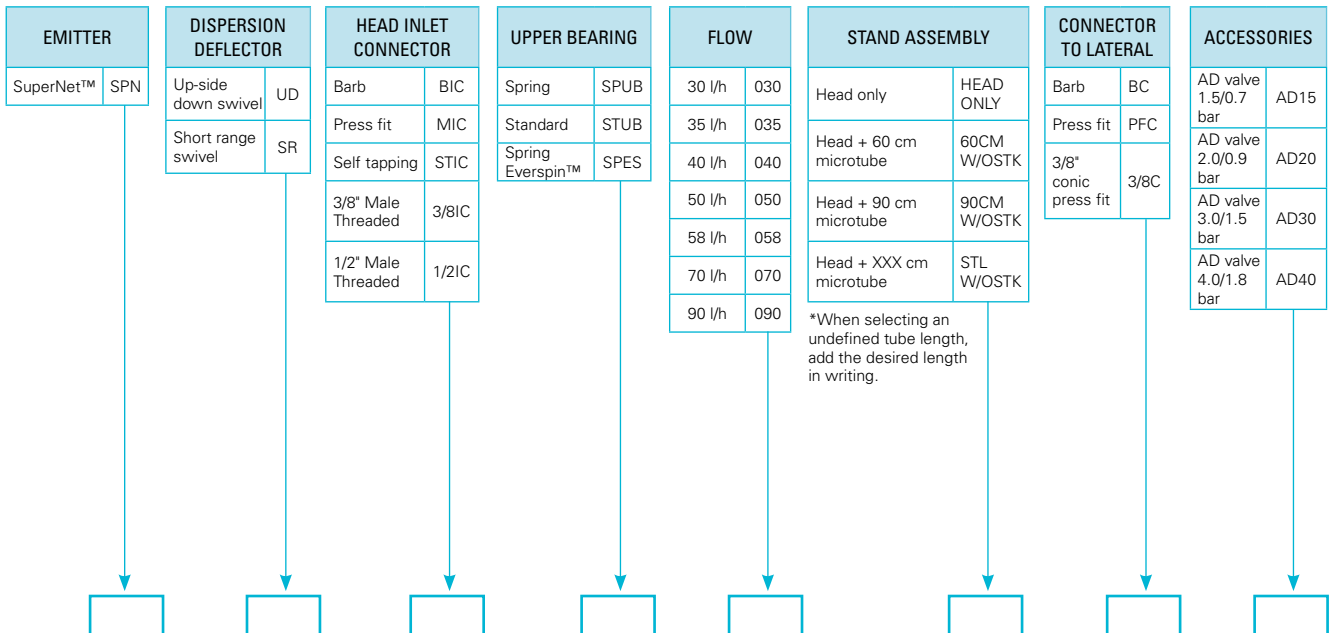 EMITTER
SuperNet™ SPN
DISPERSION
DEFLECTOR
Up-side
down swivel
UD
Short range
swivel
SR
HEAD INLET
CONNECTOR
Barb BIC
Press fit MIC
Self tapping STIC
3/8" Male
Threaded
3/8IC
1/2" Male
Threaded
1/2IC
UPPER BEARING
Spring SPUB
Standard STUB
Spring
Everspin™
SPES
FLOW
30 l/h 030
35 l/h 035
40 l/h 040
50 l/h 050
58 l/h 058
70 l/h 070
90 l/h 090
STAND ASSEMBLY
Head only
HEAD
ONLY
Head + 60 cm
microtube
60CM
W/OSTK
Head + 90 cm
microtube
90CM
W/OSTK
Head + XXX cm
microtube
STL
W/OSTK
*When selecting an
undefined tube length,
add the desired length
in writing.
CONNECTOR
TO LATERAL
Barb BC
Press fit PFC
3/8"
conic
press fit
3/8C
ACCESSORIES
AD valve
1.5/0.7
bar
AD15
AD valve
2.0/0.9
bar
AD20
AD valve
3.0/1.5
bar
AD30
AD valve
4.0/1.8
bar
AD40